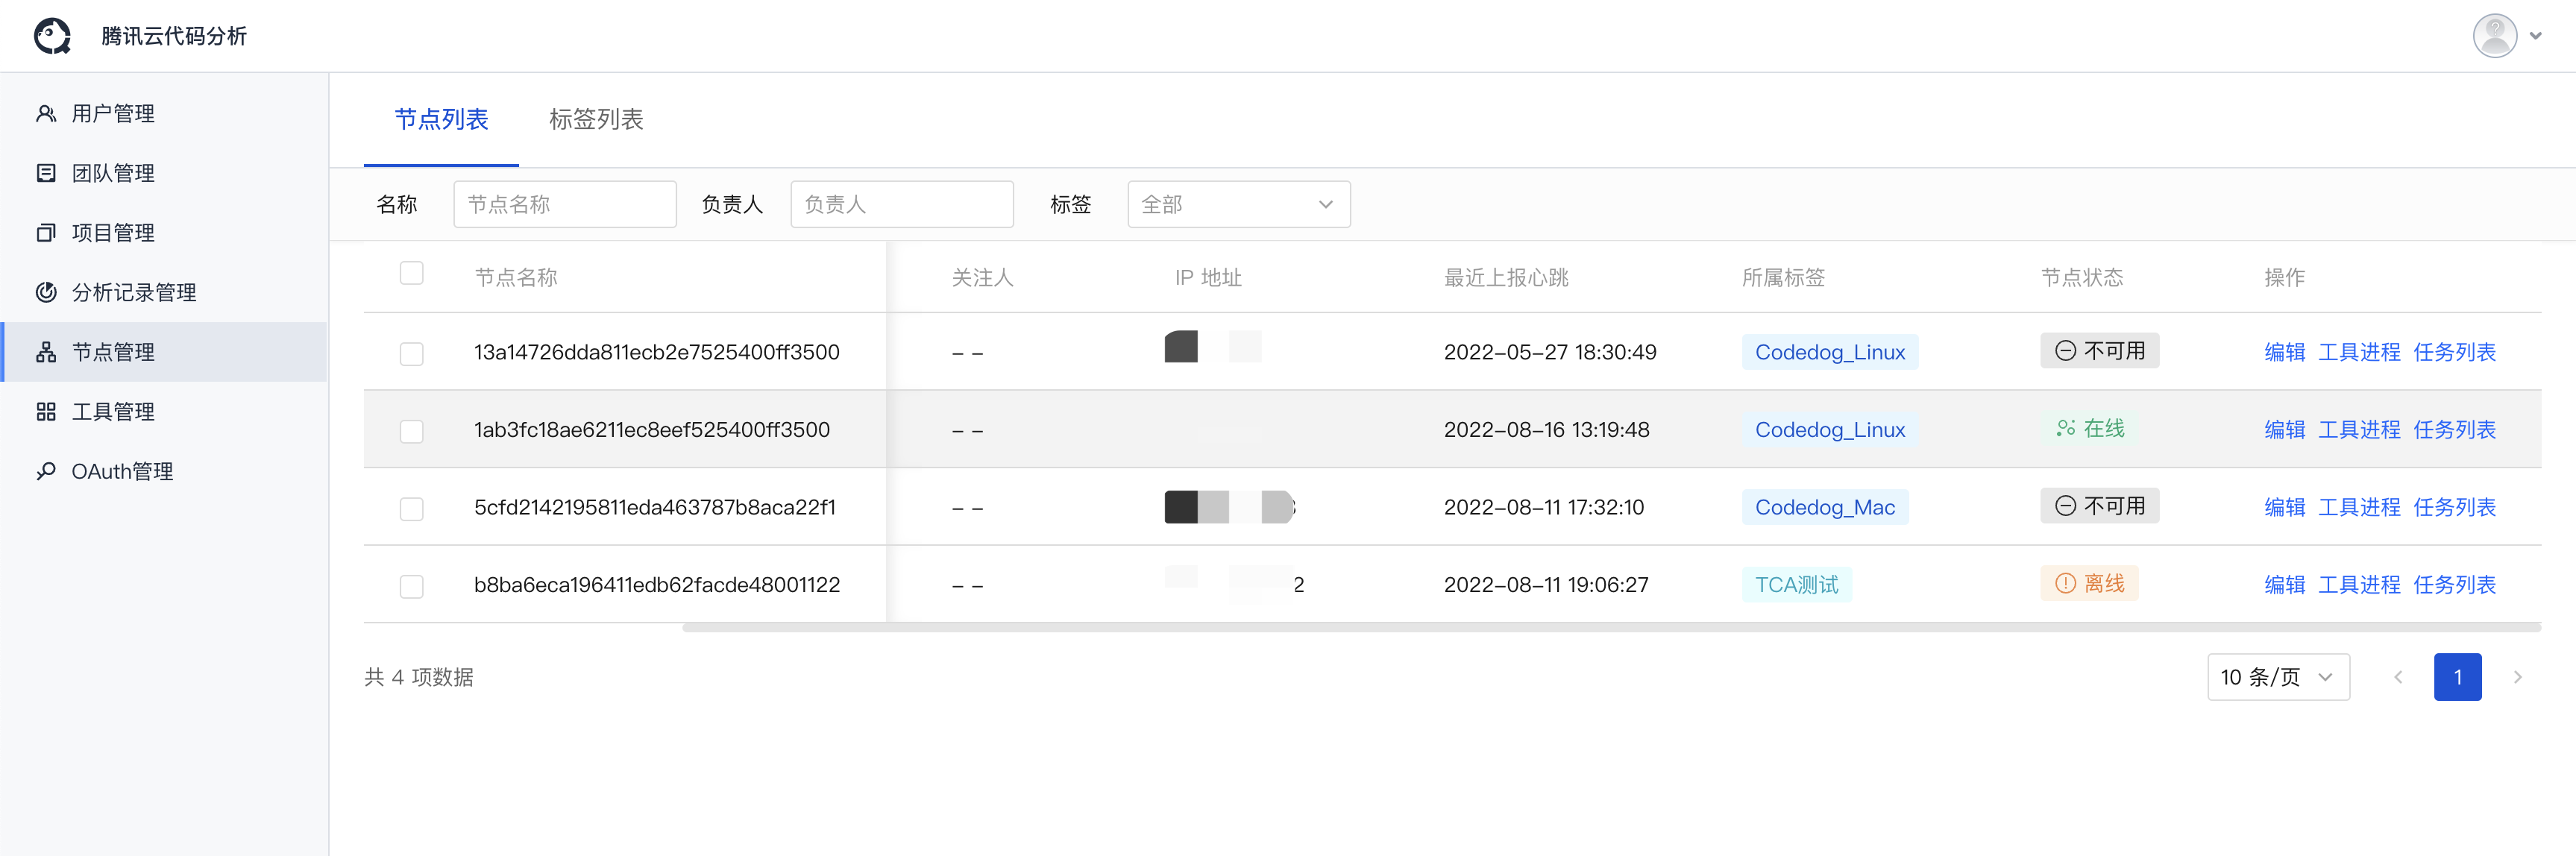 腾讯云代码分析
用户管理
团队管理
项目管理
分析记录管理
节点管理
工具管理
OAuth管理
节点列表 标签列表
名称 节点名称 负责人 负责人 标签 全部
节点名称 关注人 IP 地址 最近上报心跳 所属标签 节点状态 操作
13a14726dda811ecb2e7525400ff3500 – – 2022-05-27 18:30:49 Codedog_Linux 不可用 编辑 工具进程 任务列表
1ab3fc18ae6211ec8eef525400ff3500 – – 2022-08-16 13:19:48 Codedog_Linux 在线 编辑 工具进程 任务列表
5cfd2142195811eda463787b8aca22f1 – – 2022-08-11 17:32:10 Codedog_Mac 不可用 编辑 工具进程 任务列表
b8ba6eca196411edb62facde48001122 – – 2 2022-08-11 19:06:27 TCA测试 离线 编辑 工具进程 任务列表
共 4 项数据 10 条/页 1